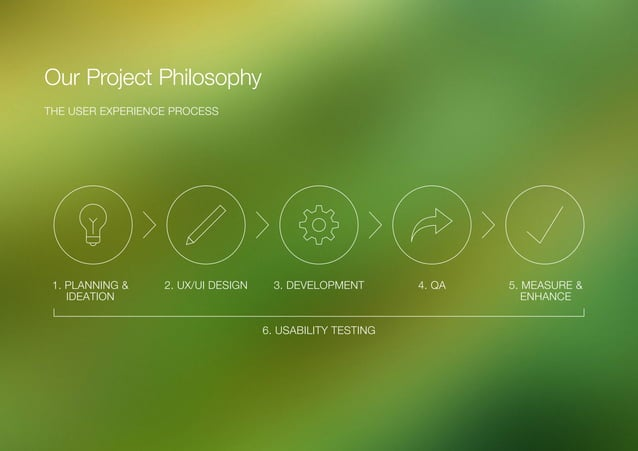 Our Project Philosophy
THE USER EXPERIENCE PROCESS
1. PLANNING &
IDEATION
2. UX/UI DESIGN
3. DEVELOPMENT
4. QA
5. MEASURE &
ENHANCE
6. USABILITY TESTING